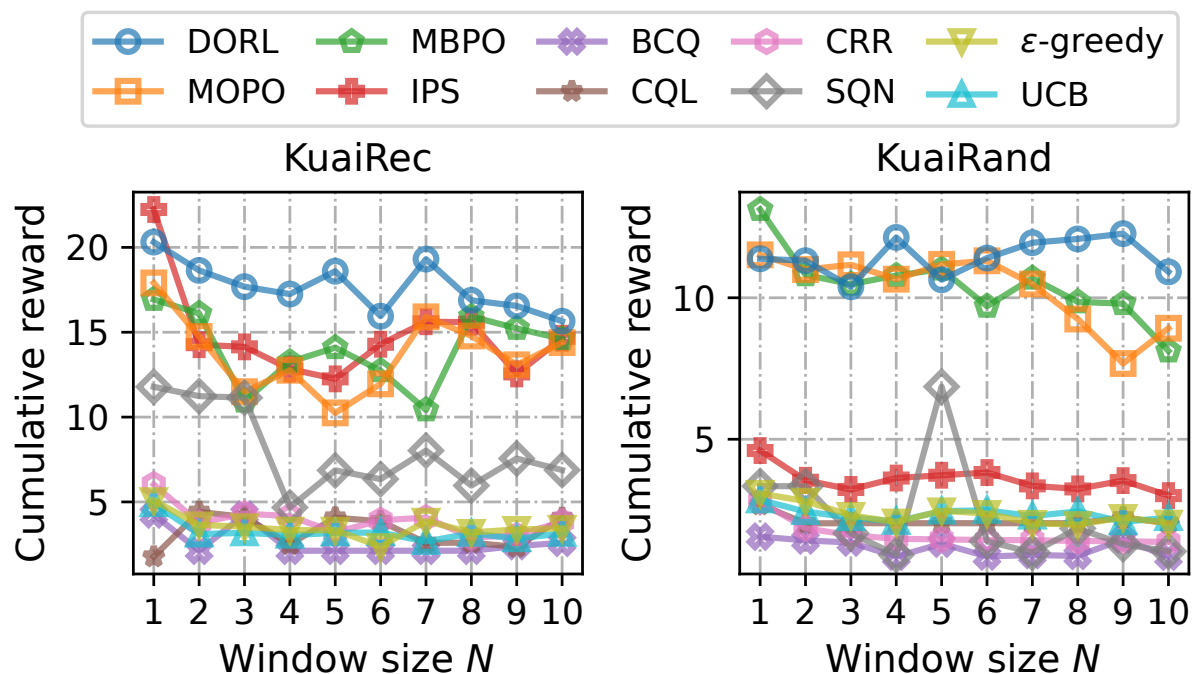 DORL MBPO BCQ CRR ε-greedy
MOPO IPS CQL SQN UCB
KuaiRec KuaiRand
Cumulative reward
20
15
10
5
1 2 3 4 5 6 7 8 9 10
Window size N
Cumulative reward
10
5
1 2 3 4 5 6 7 8 9 10
Window size N